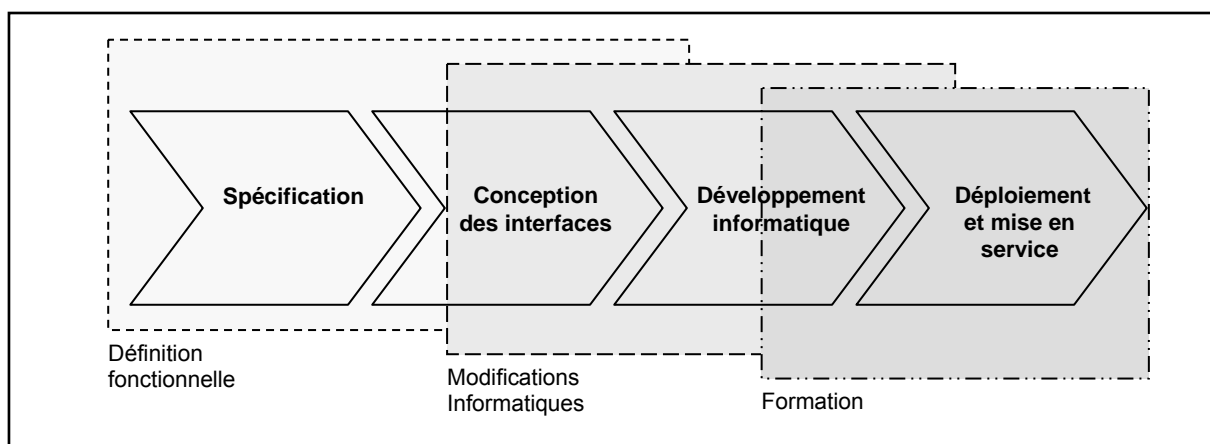 Spécification
Conception
des interfaces
Développement
informatique
Déploiement
et mise en
service
Définition
fonctionnelle
Modifications
Informatiques
Formation